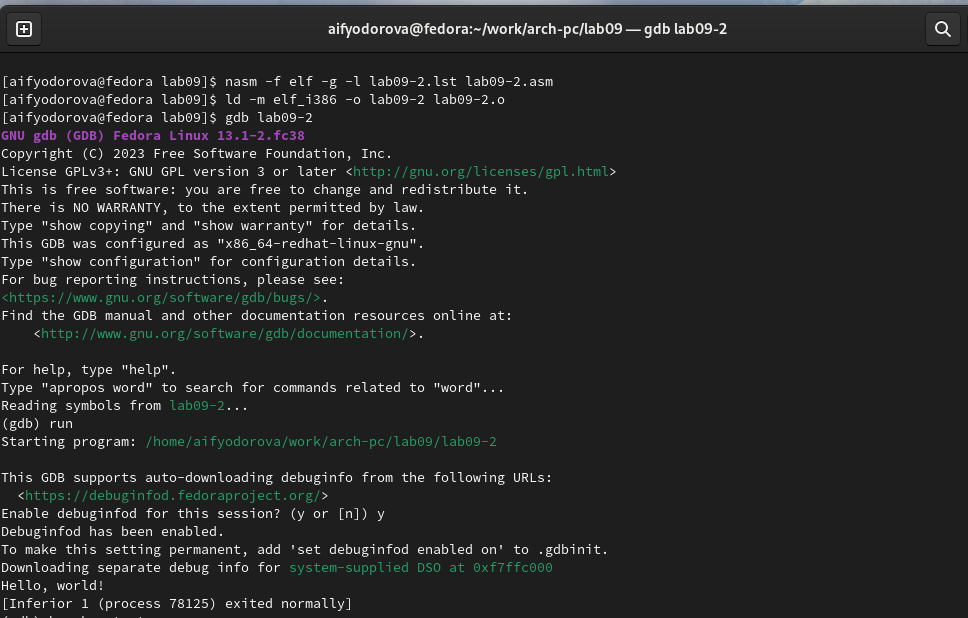 aifyodorova@fedora:~/work/arch-pc/lab09 — gdb lab09-2
[aifyodorova@fedora lab09]$ nasm -f elf -g -l lab09-2.lst lab09-2.asm
[aifyodorova@fedora lab09]$ ld -m elf_i386 -o lab09-2 lab09-2.o
[aifyodorova@fedora lab09]$ gdb lab09-2
GNU gdb (GDB) Fedora Linux 13.1-2.fc38
Copyright (C) 2023 Free Software Foundation, Inc.
License GPLv3+: GNU GPL version 3 or later <http://gnu.org/licenses/gpl.html>
This is free software: you are free to change and redistribute it.
There is NO WARRANTY, to the extent permitted by law.
Type "show copying" and "show warranty" for details.
This GDB was configured as "x86_64-redhat-linux-gnu".
Type "show configuration" for configuration details.
For bug reporting instructions, please see:
<https://www.gnu.org/software/gdb/bugs/>.
Find the GDB manual and other documentation resources online at:
    <http://www.gnu.org/software/gdb/documentation/>.
For help, type "help".
Type "apropos word" to search for commands related to "word"...
Reading symbols from lab09-2...
(gdb) run
Starting program: /home/aifyodorova/work/arch-pc/lab09/lab09-2
This GDB supports auto-downloading debuginfo from the following URLs:
  <https://debuginfod.fedoraproject.org/>
Enable debuginfod for this session? (y or [n]) y
Debuginfod has been enabled.
To make this setting permanent, add 'set debuginfod enabled on' to .gdbinit.
Downloading separate debug info for system-supplied DSO at 0xf7ffc000
Hello, world!
[Inferior 1 (process 78125) exited normally]